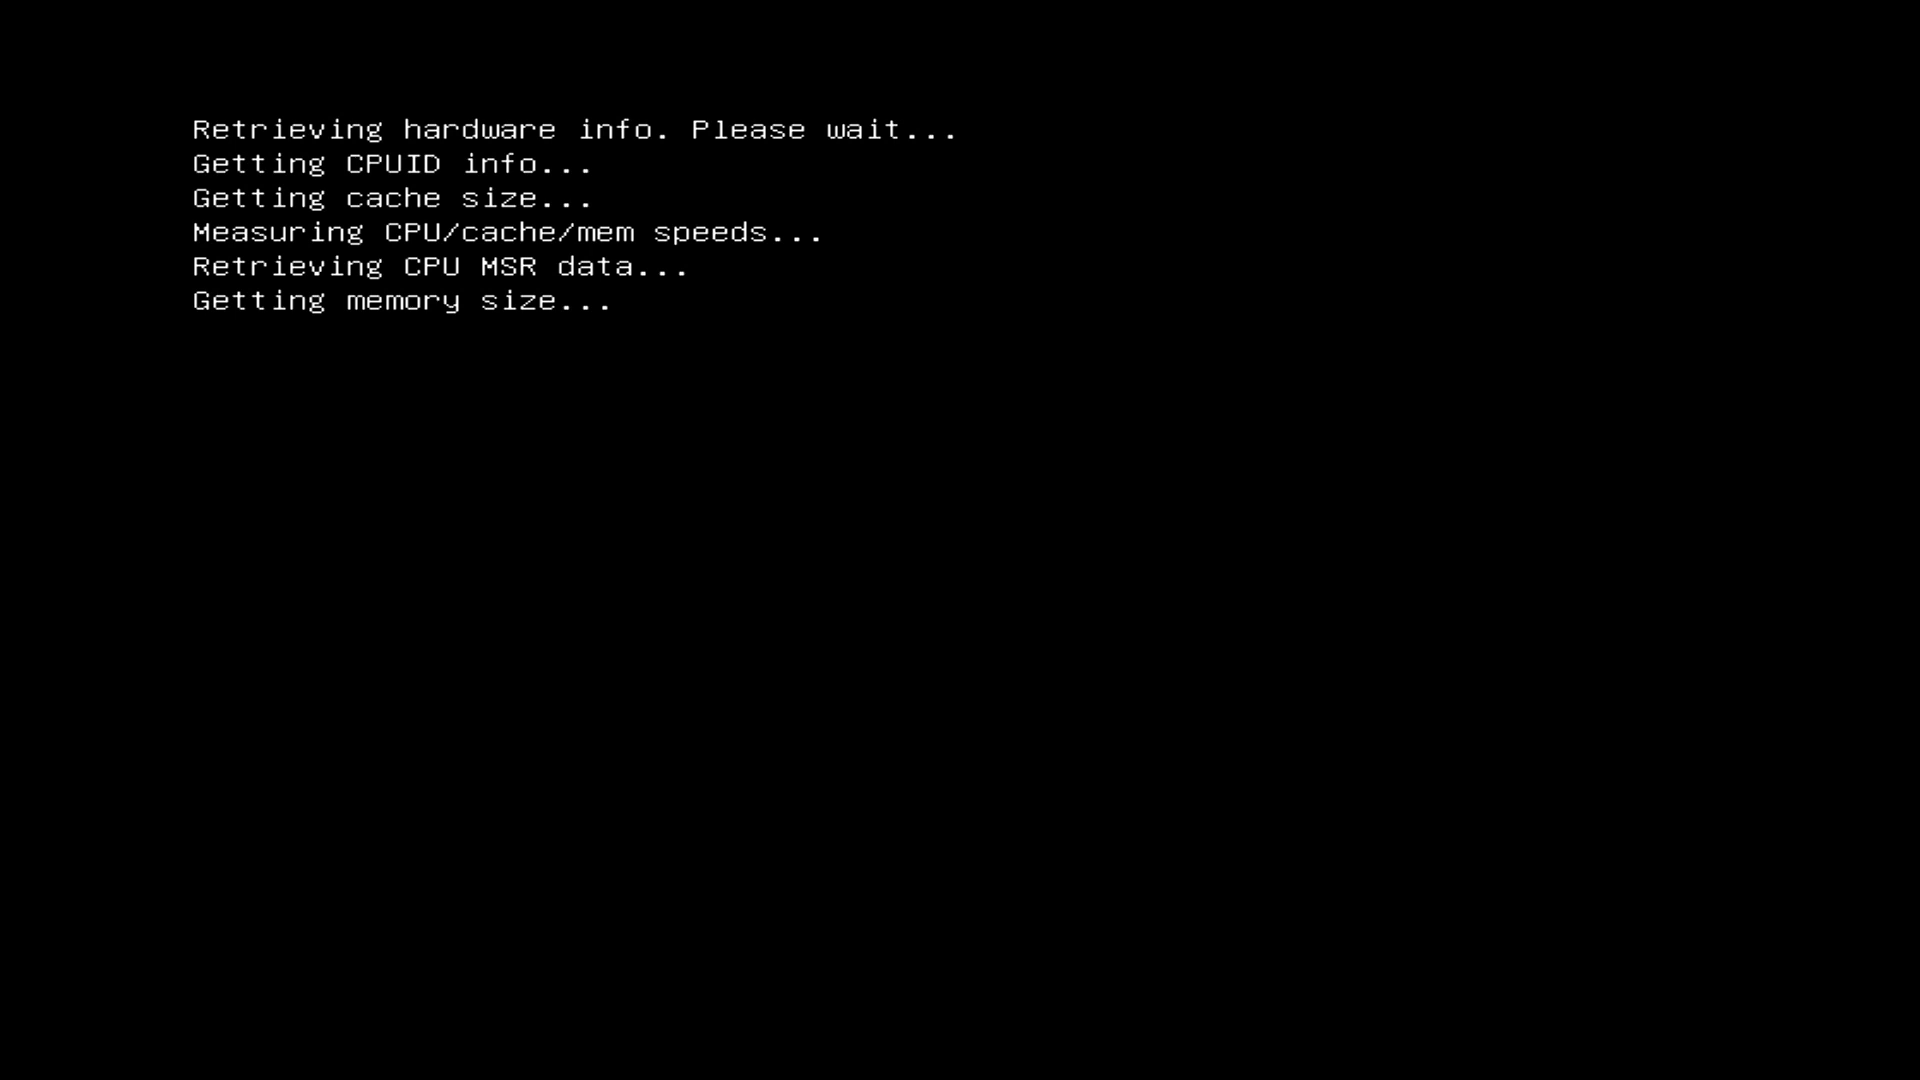 Retrieving hardware info. Please wait...
Getting CPUID info...
Getting cache size...
Measuring CPU/cache/mem speeds...
Retrieving CPU MSR data...
Getting memory size...